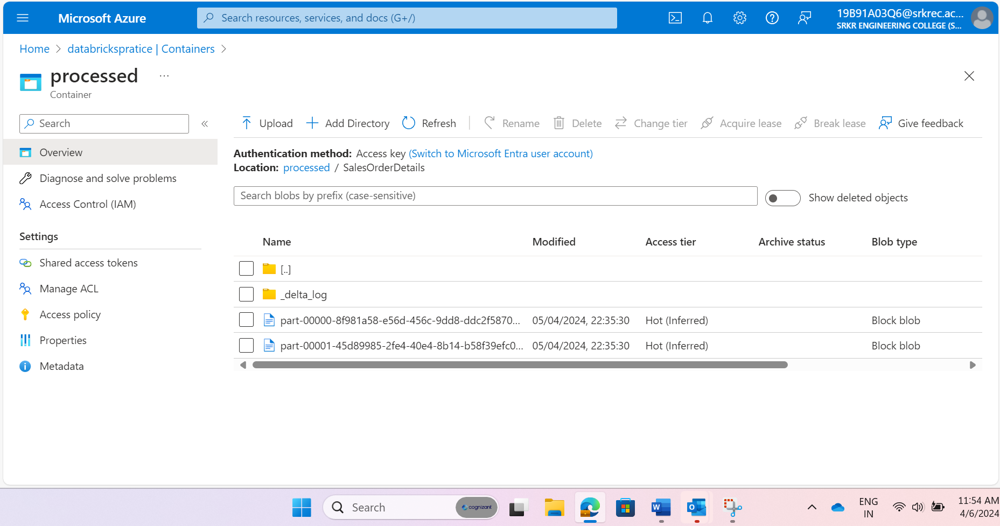 Microsoft Azure
Search resources, services, and docs (G+/)
19B91A03Q6@srkrec.ac...
SRKR ENGINEERING COLLEGE (S...
Home > databrickspratice | Containers >
processed ...
Container
Search
«
Upload
Add Directory
Refresh
Rename
Delete
Change tier
Acquire lease
Break lease
Give feedback
Overview
Diagnose and solve problems
Access Control (IAM)
Settings
Shared access tokens
Manage ACL
Access policy
Properties
Metadata
Authentication method: Access key (Switch to Microsoft Entra user account)
Location: processed / SalesOrderDetails
Search blobs by prefix (case-sensitive)
Show deleted objects
Name Modified Access tier Archive status Blob type
[..]
_delta_log
part-00000-8f981a58-e56d-456c-9dd8-ddc2f5870... 05/04/2024, 22:35:30 Hot (Inferred) Block blob
part-00001-45d89985-2fe4-40e4-8b14-b58f39efc0... 05/04/2024, 22:35:30 Hot (Inferred) Block blob
Search
cognizant
ENG
IN
11:54 AM
4/6/2024